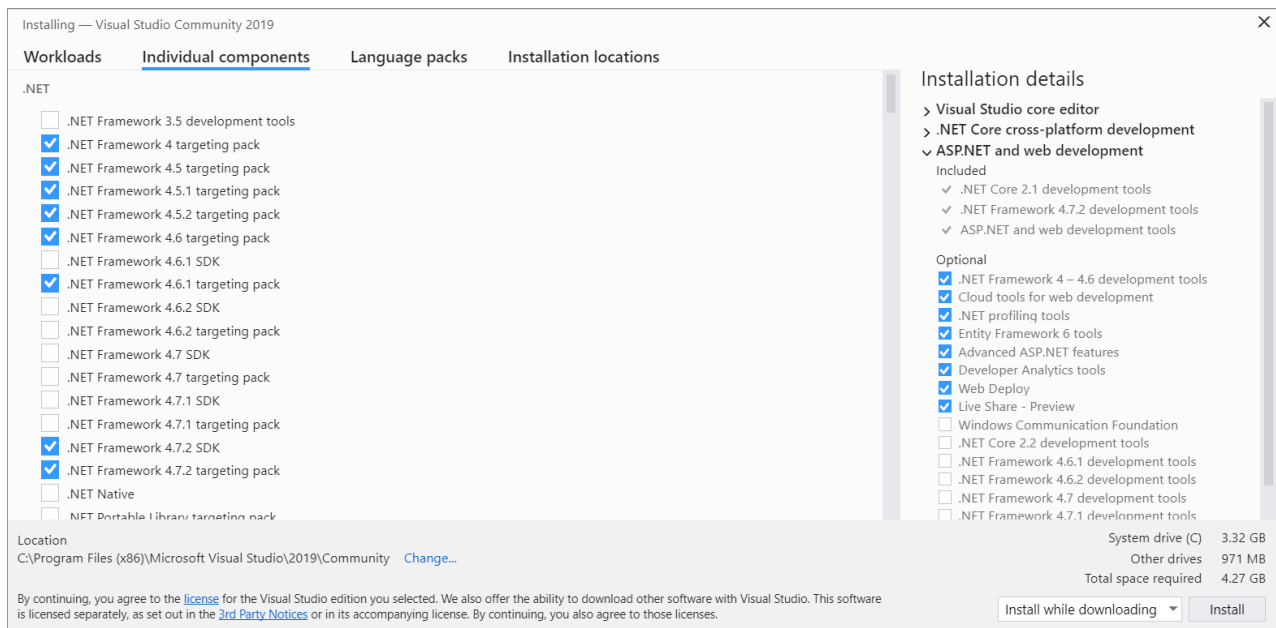 Installing — Visual Studio Community 2019
Workloads Individual components Language packs Installation locations
.NET
.NET Framework 3.5 development tools
.NET Framework 4 targeting pack
.NET Framework 4.5 targeting pack
.NET Framework 4.5.1 targeting pack
.NET Framework 4.5.2 targeting pack
.NET Framework 4.6 targeting pack
.NET Framework 4.6.1 SDK
.NET Framework 4.6.1 targeting pack
.NET Framework 4.6.2 SDK
.NET Framework 4.6.2 targeting pack
.NET Framework 4.7 SDK
.NET Framework 4.7 targeting pack
.NET Framework 4.7.1 SDK
.NET Framework 4.7.1 targeting pack
.NET Framework 4.7.2 SDK
.NET Framework 4.7.2 targeting pack
.NET Native
.NET Portable Library targeting pack
Installation details
Visual Studio core editor
.NET Core cross-platform development
ASP.NET and web development
Included
.NET Core 2.1 development tools
.NET Framework 4.7.2 development tools
ASP.NET and web development tools
Optional
.NET Framework 4 – 4.6 development tools
Cloud tools for web development
.NET profiling tools
Entity Framework 6 tools
Advanced ASP.NET features
Developer Analytics tools
Web Deploy
Live Share - Preview
Windows Communication Foundation
.NET Core 2.2 development tools
.NET Framework 4.6.1 development tools
.NET Framework 4.6.2 development tools
.NET Framework 4.7 development tools
.NET Framework 4.7.1 development tools
Location
C:\Program Files (x86)\Microsoft Visual Studio\2019\Community Change...
By continuing, you agree to the license for the Visual Studio edition you selected. We also offer the ability to download other software with Visual Studio. This software
is licensed separately, as set out in the 3rd Party Notices or in its accompanying license. By continuing, you also agree to those licenses.
System drive (C) 3.32 GB
Other drives 971 MB
Total space required 4.27 GB
Install while downloading Install